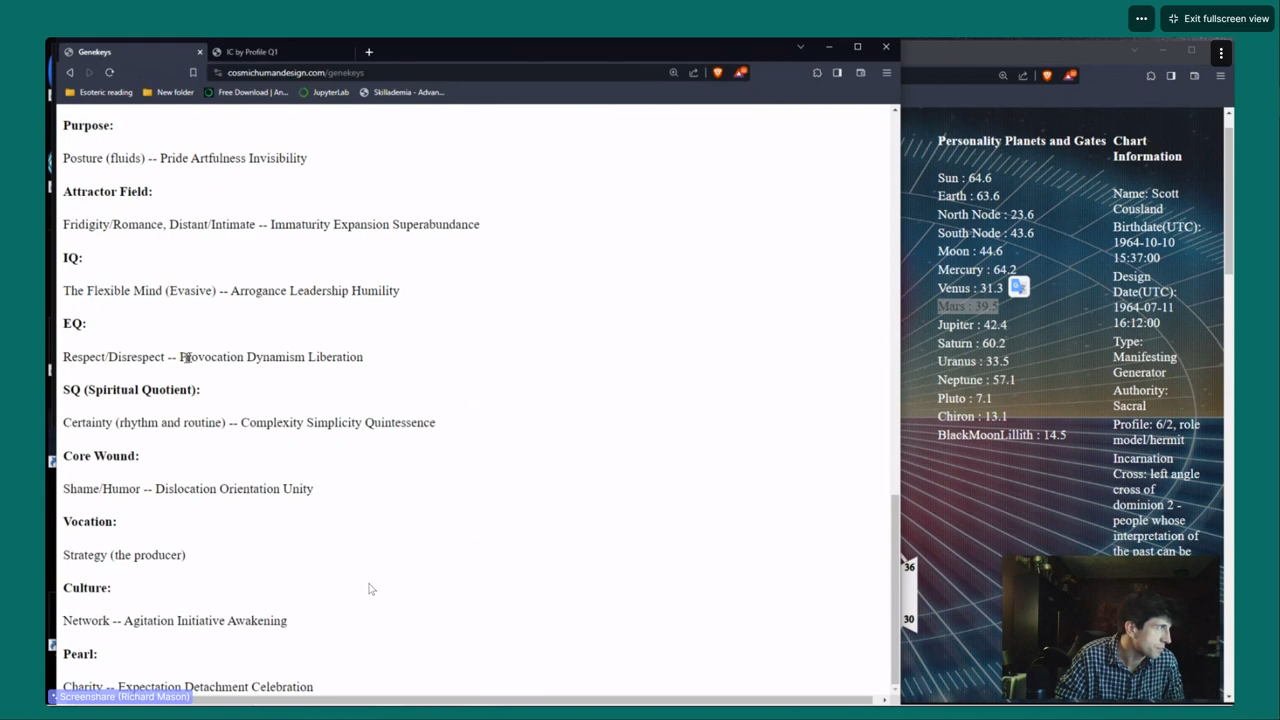 Exit fullscreen view
Genekeys
IC by Profile Q1
cosmichumandesign.com/genekeys
Esoteric reading
New folder
Free Download | An...
JupyterLab
Skillademia - Advan...
Purpose:
Posture (fluids) -- Pride Artfulness Invisibility
Attractor Field:
Fridigity/Romance, Distant/Intimate -- Immaturity Expansion Superabundance
IQ:
The Flexible Mind (Evasive) -- Arrogance Leadership Humility
EQ:
Respect/Disrespect -- Provocation Dynamism Liberation
SQ (Spiritual Quotient):
Certainty (rhythm and routine) -- Complexity Simplicity Quintessence
Core Wound:
Shame/Humor -- Dislocation Orientation Unity
Vocation:
Strategy (the producer)
Culture:
Network -- Agitation Initiative Awakening
Pearl:
Charity -- Expectation Detachment Celebration
Screenshare (Richard Mason)
Personality Planets and Gates
Sun : 64.6
Earth : 63.6
North Node : 23.6
South Node : 43.6
Moon : 44.6
Mercury : 64.2
Venus : 31.3
Mars : 39.5
Jupiter : 42.4
Saturn : 60.2
Uranus : 33.5
Neptune : 57.1
Pluto : 7.1
Chiron : 13.1
BlackMoonLillith : 14.5
Chart
Information
Name: Scott
Cousland
Birthdate(UTC):
1964-10-10
15:37:00
Design
Date(UTC):
1964-07-11
16:12:00
Type:
Manifesting
Generator
Authority:
Sacral
Profile: 6/2, role
model/hermit
Incarnation
Cross: left angle
cross of
dominion 2 -
people whose
interpretation of
the past can be
36
30